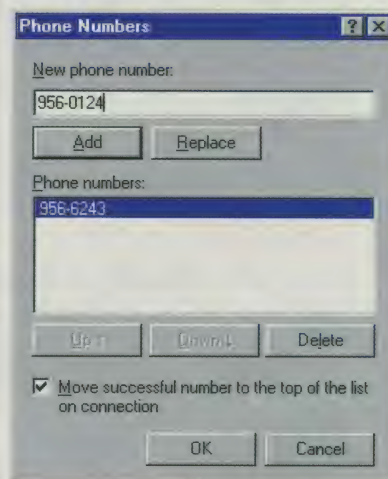 Phone Numbers
New phone number:
956-0124
Add Replace
Phone numbers:
956-6243
Up ↑ Down ↓ Delete
Move successful number to the top of the list
on connection
OK Cancel